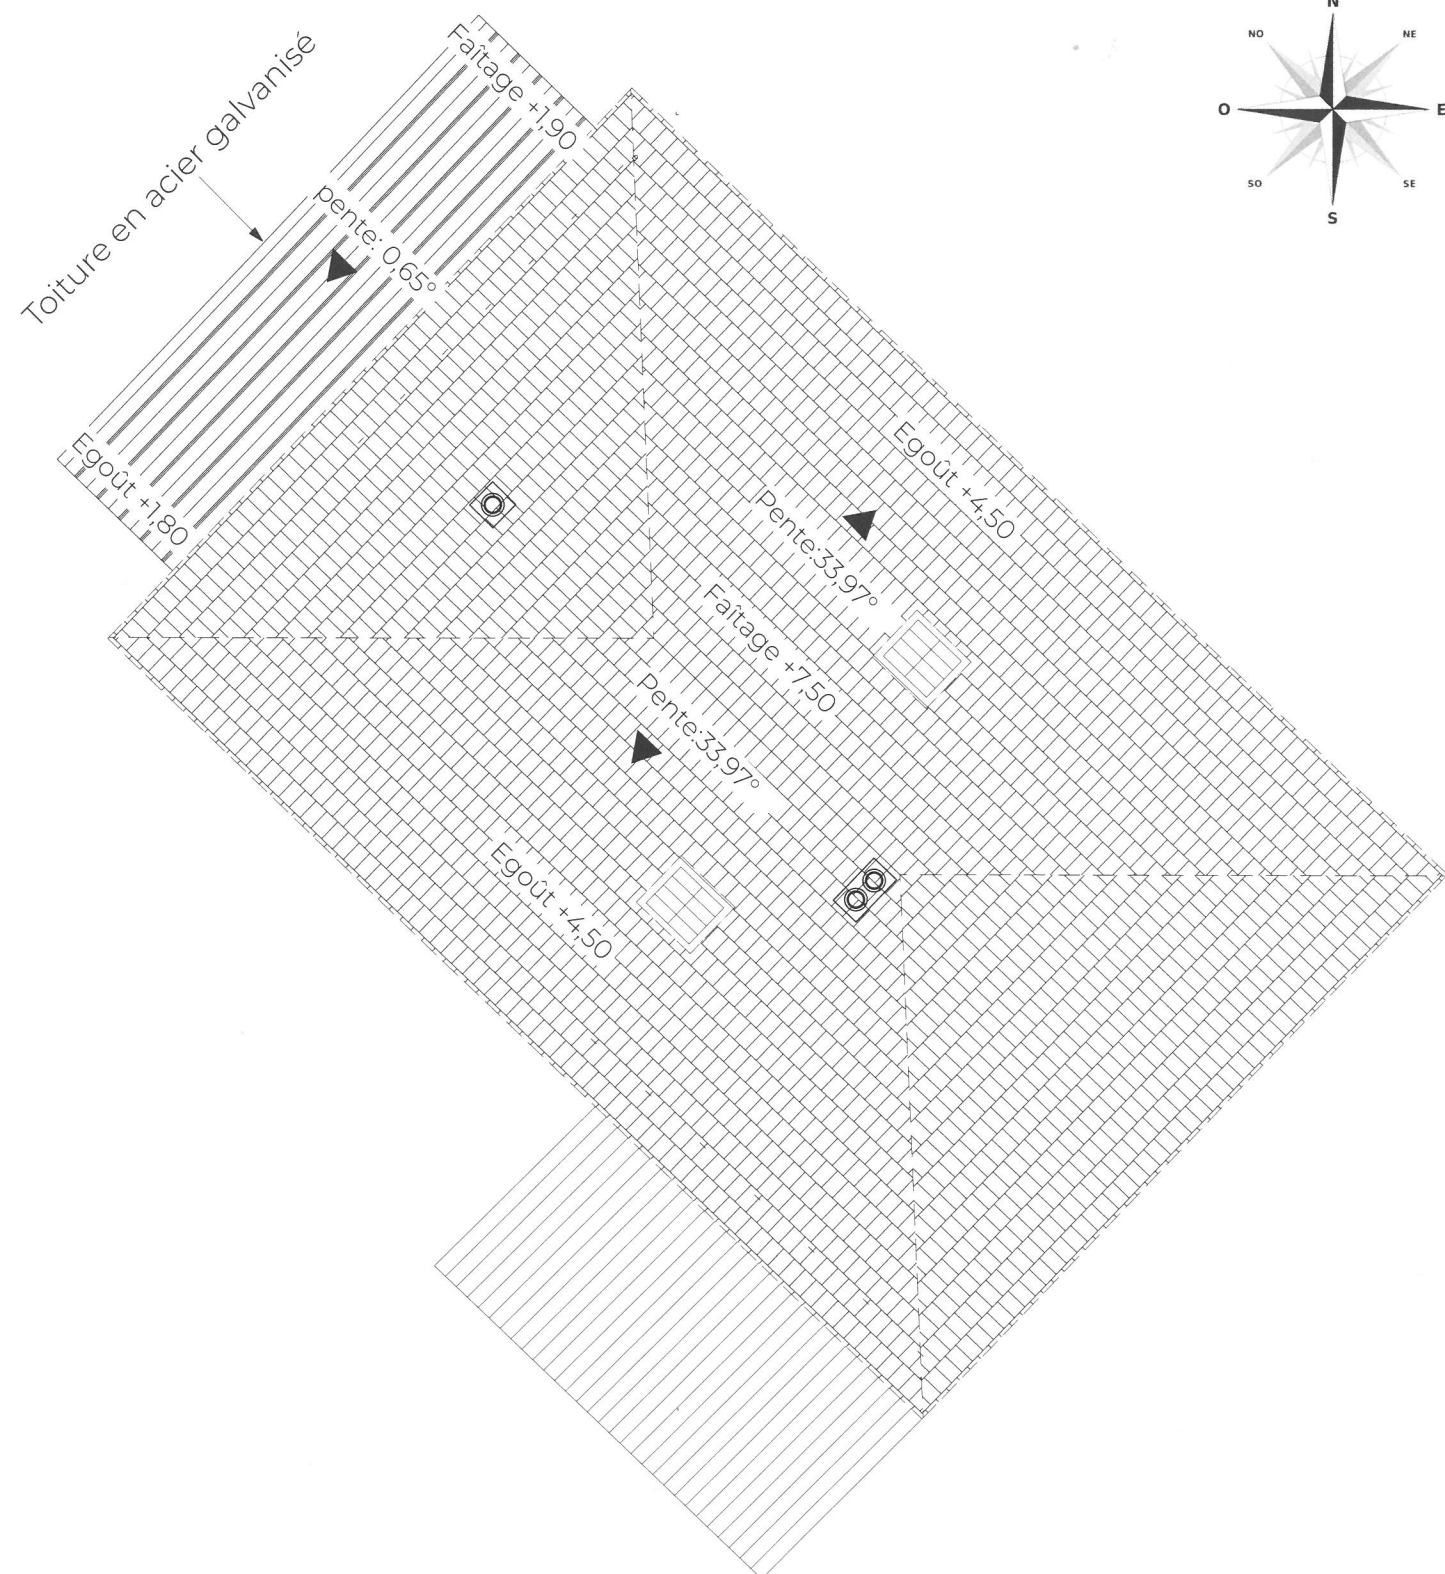 N
NO
NE
O
E
SO
SE
S
Toiture en acier galvanisé
Faîtage +1,90
pente: 0,65°
Egoût +1,80
Egoût +4,50
Pente:33,97°
Faîtage +7,50
Pente:33,97°
Egoût +4,50